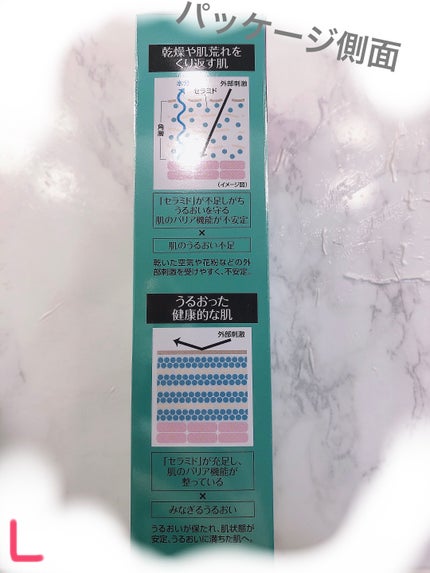 パッケージ側面
乾燥や肌荒れを
くり返す肌
水分
セラミド
外部刺激
角層
(イメージ図)
「セラミド」が不足しがち
うるおいを守る
肌のバリア機能が不安定
×
肌のうるおい不足
乾いた空気や花粉などの外
部刺激を受けやすく、不安定。
うるおった
健康的な肌
外部刺激
「セラミド」が充足し、
肌のバリア機能が
整っている
×
みなぎるうるおい
うるおいが保たれ、肌状態が
安定、うるおいに満ちた肌へ。
L